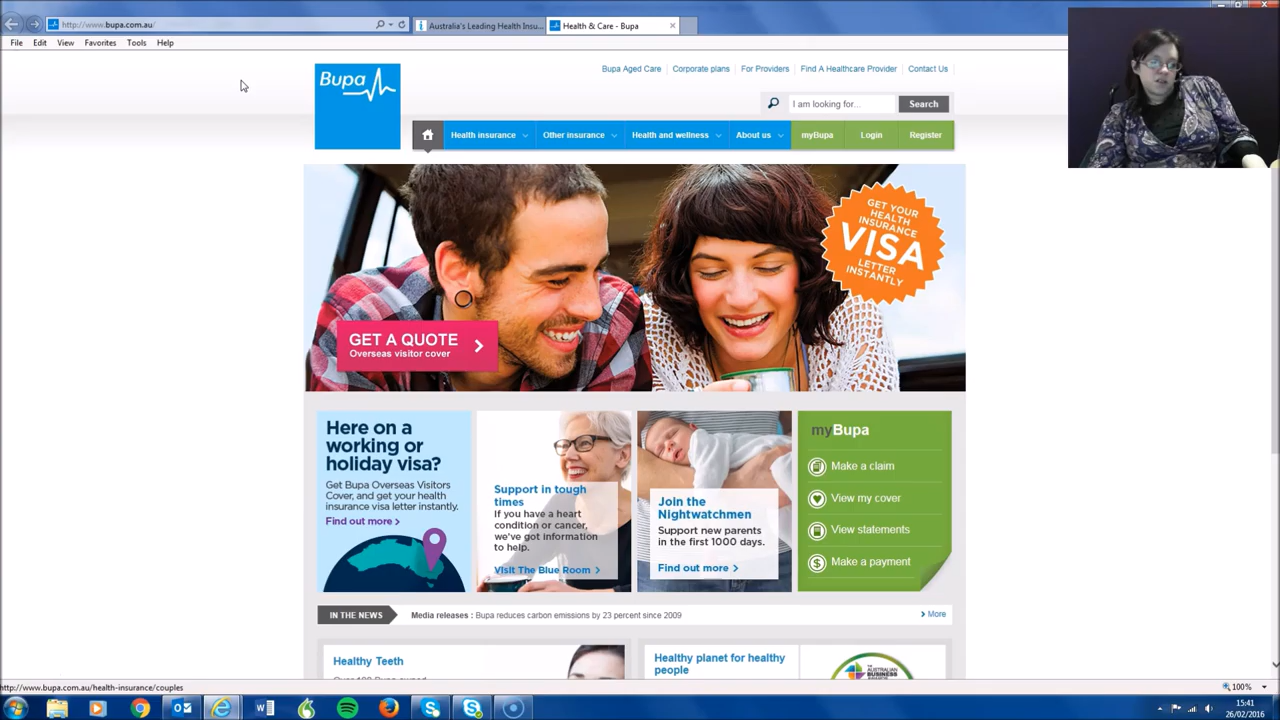 http://www.bupa.com.au/
Australia's Leading Health Insu...
Health & Care - Bupa
File Edit View Favorites Tools Help
Bupa
Bupa Aged Care Corporate plans For Providers Find A Healthcare Provider Contact Us
I am looking for... Search
Health insurance Other insurance Health and wellness About us myBupa Login Register
GET YOUR
HEALTH
INSURANCE
VISA
LETTER
INSTANTLY
GET A QUOTE
Overseas visitor cover
Here on a
working or
holiday visa?
Get Bupa Overseas Visitors
Cover, and get your health
insurance visa letter instantly.
Find out more >
Support in tough
times
If you have a heart
condition or cancer,
we've got information
to help.
Visit The Blue Room >
Join the
Nightwatchmen
Support new parents
in the first 1000 days.
Find out more >
myBupa
Make a claim
View my cover
View statements
Make a payment
IN THE NEWS
Media releases : Bupa reduces carbon emissions by 23 percent since 2009
> More
Healthy Teeth
Healthy planet for healthy
people
THE
AUSTRALIAN
BUSINESS
http://www.bupa.com.au/health-insurance/couples
100%
15:41
26/02/2016